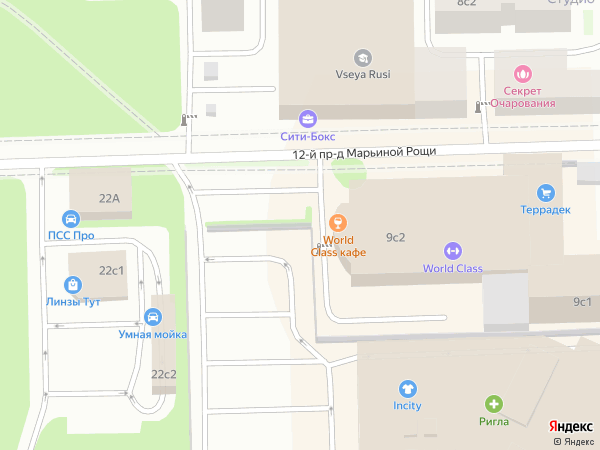 8с2
Студио
Vseya Rusi
Секрет
Очарования
Сити-Бокс
12-й пр-д Марьиной Рощи
22А
Террадек
ПСС Про
World
Class кафе
9с2
World Class
22с1
Линзы Тут
9с1
Умная мойка
22с2
Incity
Ригла
Яндекс
© Яндекс